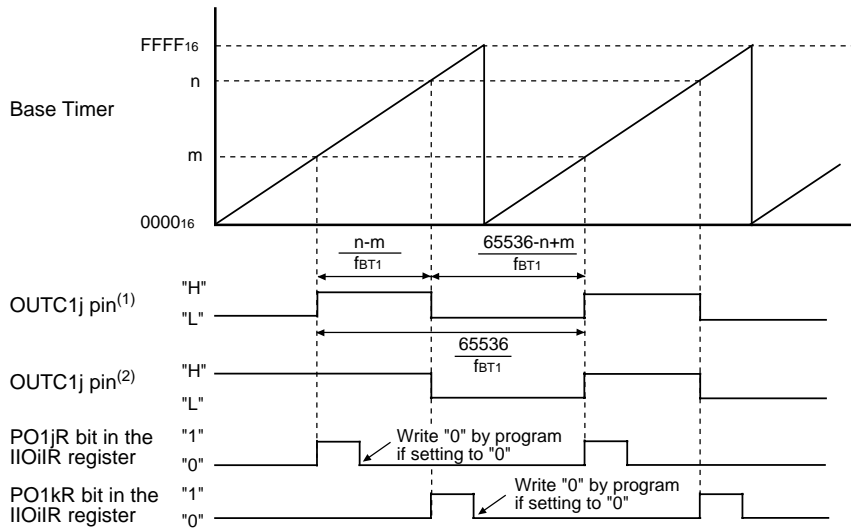 FFFF16
n
Base Timer
m
000016
n-m
fBT1
65536-n+m
fBT1
OUTC1j pin(1)
"H"
"L"
65536
fBT1
OUTC1j pin(2)
"H"
"L"
PO1jR bit in the
IIOiIR register
"1"
"0"
Write "0" by program
if setting to "0"
PO1kR bit in the
IIOiIR register
"1"
"0"
Write "0" by program
if setting to "0"